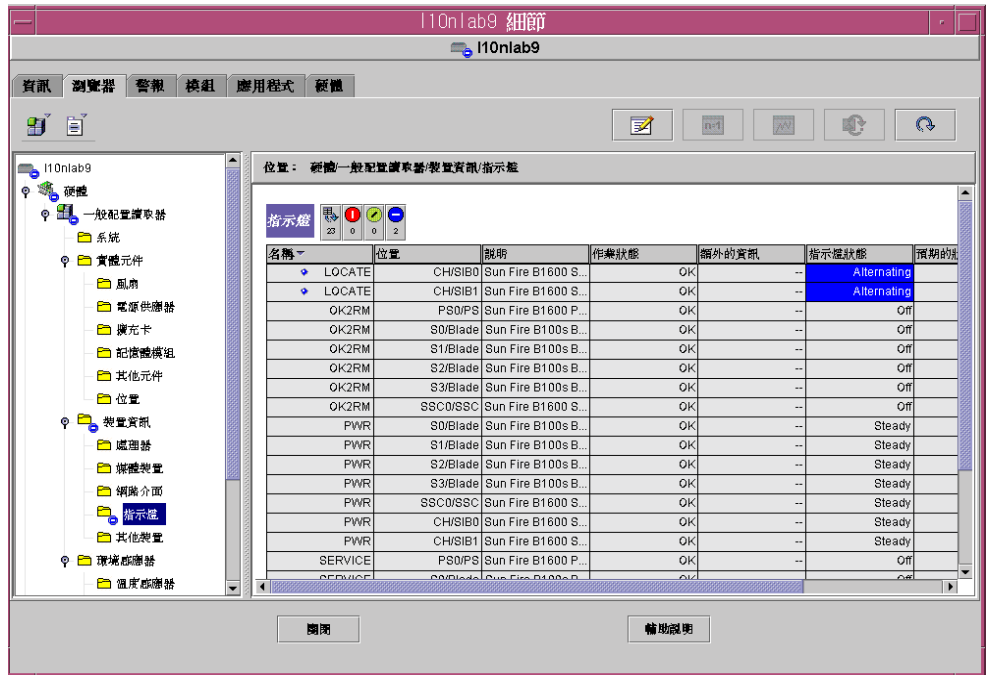 l10nlab9 細節
l10nlab9
資訊 瀏覽器 警報 模組 應用程式 硬體
n=1
l10nlab9
硬體
一般配置讀取器
系統
實體元件
風扇
電源供應器
擴充卡
記憶體模組
其他元件
位置
裝置資訊
處理器
媒體裝置
網路介面
指示燈
其他裝置
環境感應器
溫度感應器
位置： 硬體/一般配置讀取器/裝置資訊/指示燈
指示燈 23 0 0 2
名稱 位置 說明 作業狀態 額外的資訊 指示燈狀態 預期的
LOCATE CH/SIB0 Sun Fire B1600 S... OK -- Alternating
LOCATE CH/SIB1 Sun Fire B1600 S... OK -- Alternating
OK2RM PS0/PS Sun Fire B1600 P... OK -- Off
OK2RM S0/Blade Sun Fire B100s B... OK -- Off
OK2RM S1/Blade Sun Fire B100s B... OK -- Off
OK2RM S2/Blade Sun Fire B100s B... OK -- Off
OK2RM S3/Blade Sun Fire B100s B... OK -- Off
OK2RM SSC0/SSC Sun Fire B1600 S... OK -- Off
PWR S0/Blade Sun Fire B100s B... OK -- Steady
PWR S1/Blade Sun Fire B100s B... OK -- Steady
PWR S2/Blade Sun Fire B100s B... OK -- Steady
PWR S3/Blade Sun Fire B100s B... OK -- Steady
PWR SSC0/SSC Sun Fire B1600 S... OK -- Steady
PWR CH/SIB0 Sun Fire B1600 S... OK -- Steady
PWR CH/SIB1 Sun Fire B1600 S... OK -- Steady
SERVICE PS0/PS Sun Fire B1600 P... OK -- Off
SERVICE S0/Blade Sun Fire B100s B... OK -- Off
關閉 輔助說明